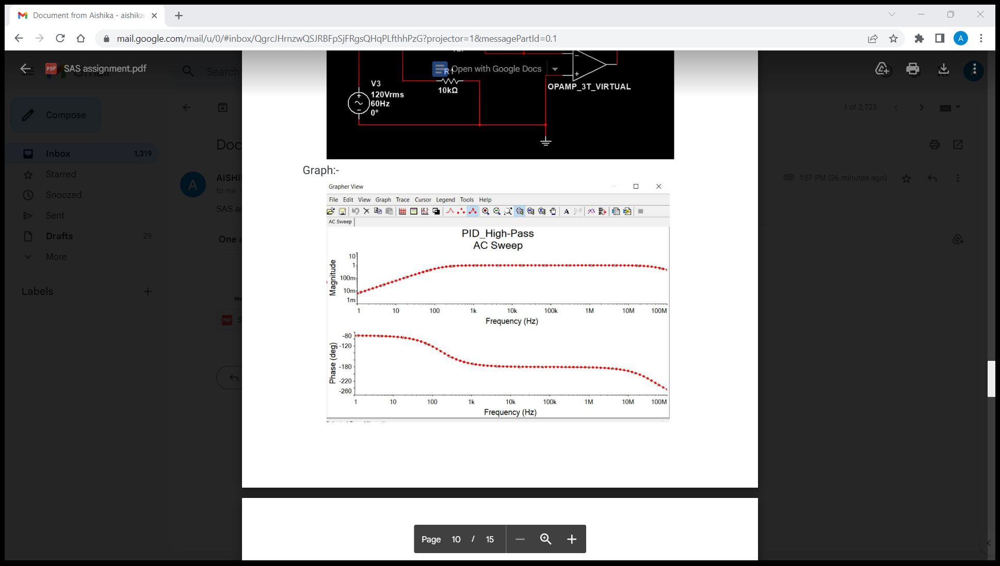 Document from Aishika - aishika
mail.google.com/mail/u/0/#inbox/QgrcJHrnzwQSJRBFpSjFRgsQHqPLfthhPzG?projector=1&messagePartId=0.1
A
PDF SAS assignment.pdf
Search
Open with Google Docs
Compose
1 of 2,723
Inbox 1,319
Starred
Snoozed
Sent
Drafts 29
More
Labels
Doc
A
AISHI
to me
SAS as
1:57 PM (26 minutes ago)
One a
PDF S
R1
10kΩ
V3
120Vrms
60Hz
0°
OPAMP_3T_VIRTUAL
Graph:-
Grapher View
File Edit View Graph Trace Cursor Legend Tools Help
AC Sweep
PID_High-Pass
AC Sweep
Magnitude
10
1
100m
10m
1m
1 10 100 1k 10k 100k 1M 10M 100M
Frequency (Hz)
Phase (deg)
-80
-120
-180
-220
-260
1 10 100 1k 10k 100k 1M 10M 100M
Frequency (Hz)
Page 10 / 15